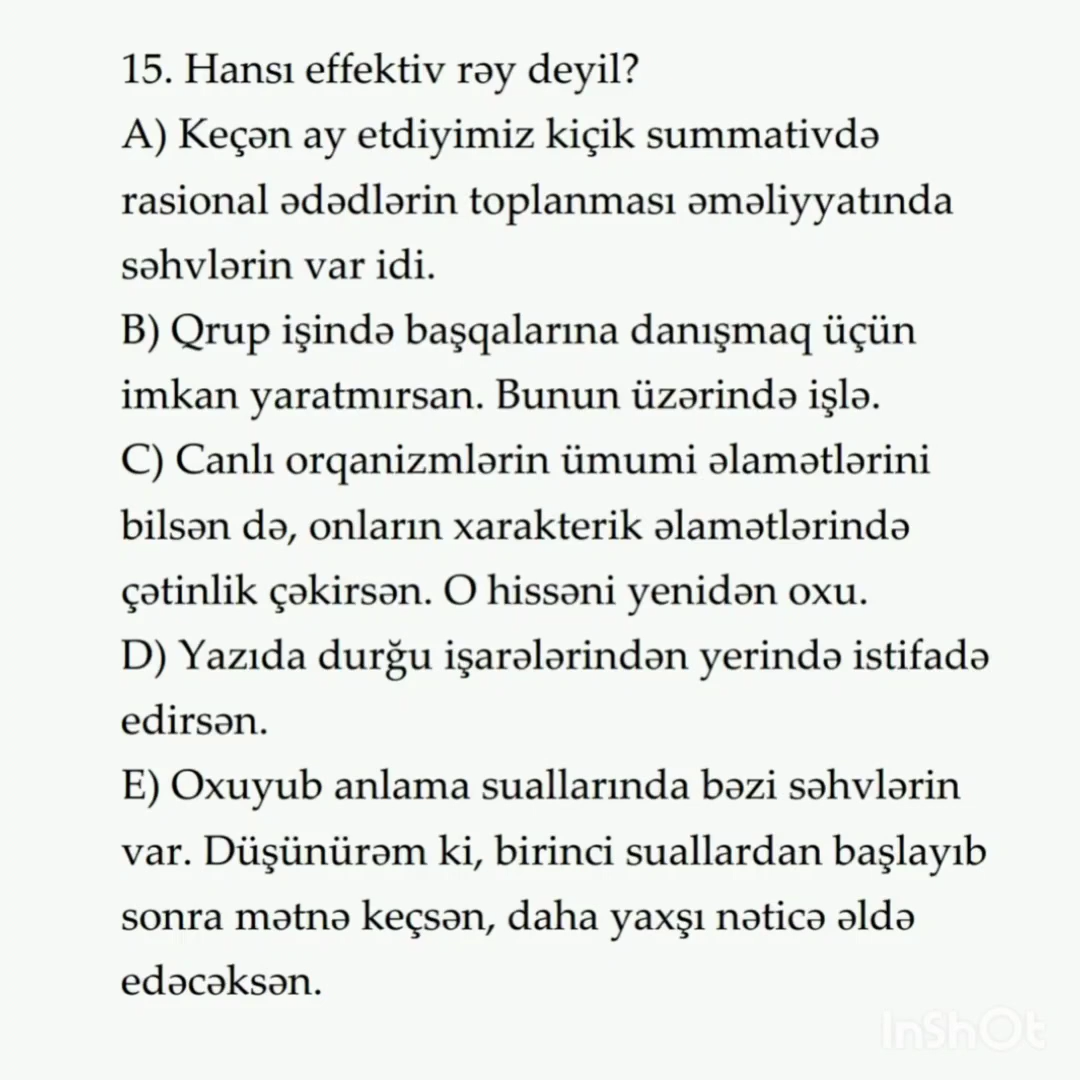 15. Hansı effektiv rəy deyil?
A) Keçən ay etdiyimiz kiçik summativdə
rasional ədədlərin toplanması əməliyyatında
səhvlərin var idi.
B) Qrup işində başqalarına danışmaq üçün
imkan yaratmırsan. Bunun üzərində işlə.
C) Canlı orqanizmlərin ümumi əlamətlərini
bilsən də, onların xarakterik əlamətlərində
çətinlik çəkirsən. O hissəni yenidən oxu.
D) Yazıda durğu işarələrindən yerində istifadə
edirsən.
E) Oxuyub anlama suallarında bəzi səhvlərin
var. Düşünürəm ki, birinci suallardan başlayıb
sonra mətnə keçsən, daha yaxşı nəticə əldə
edəcəksən.
InShOt